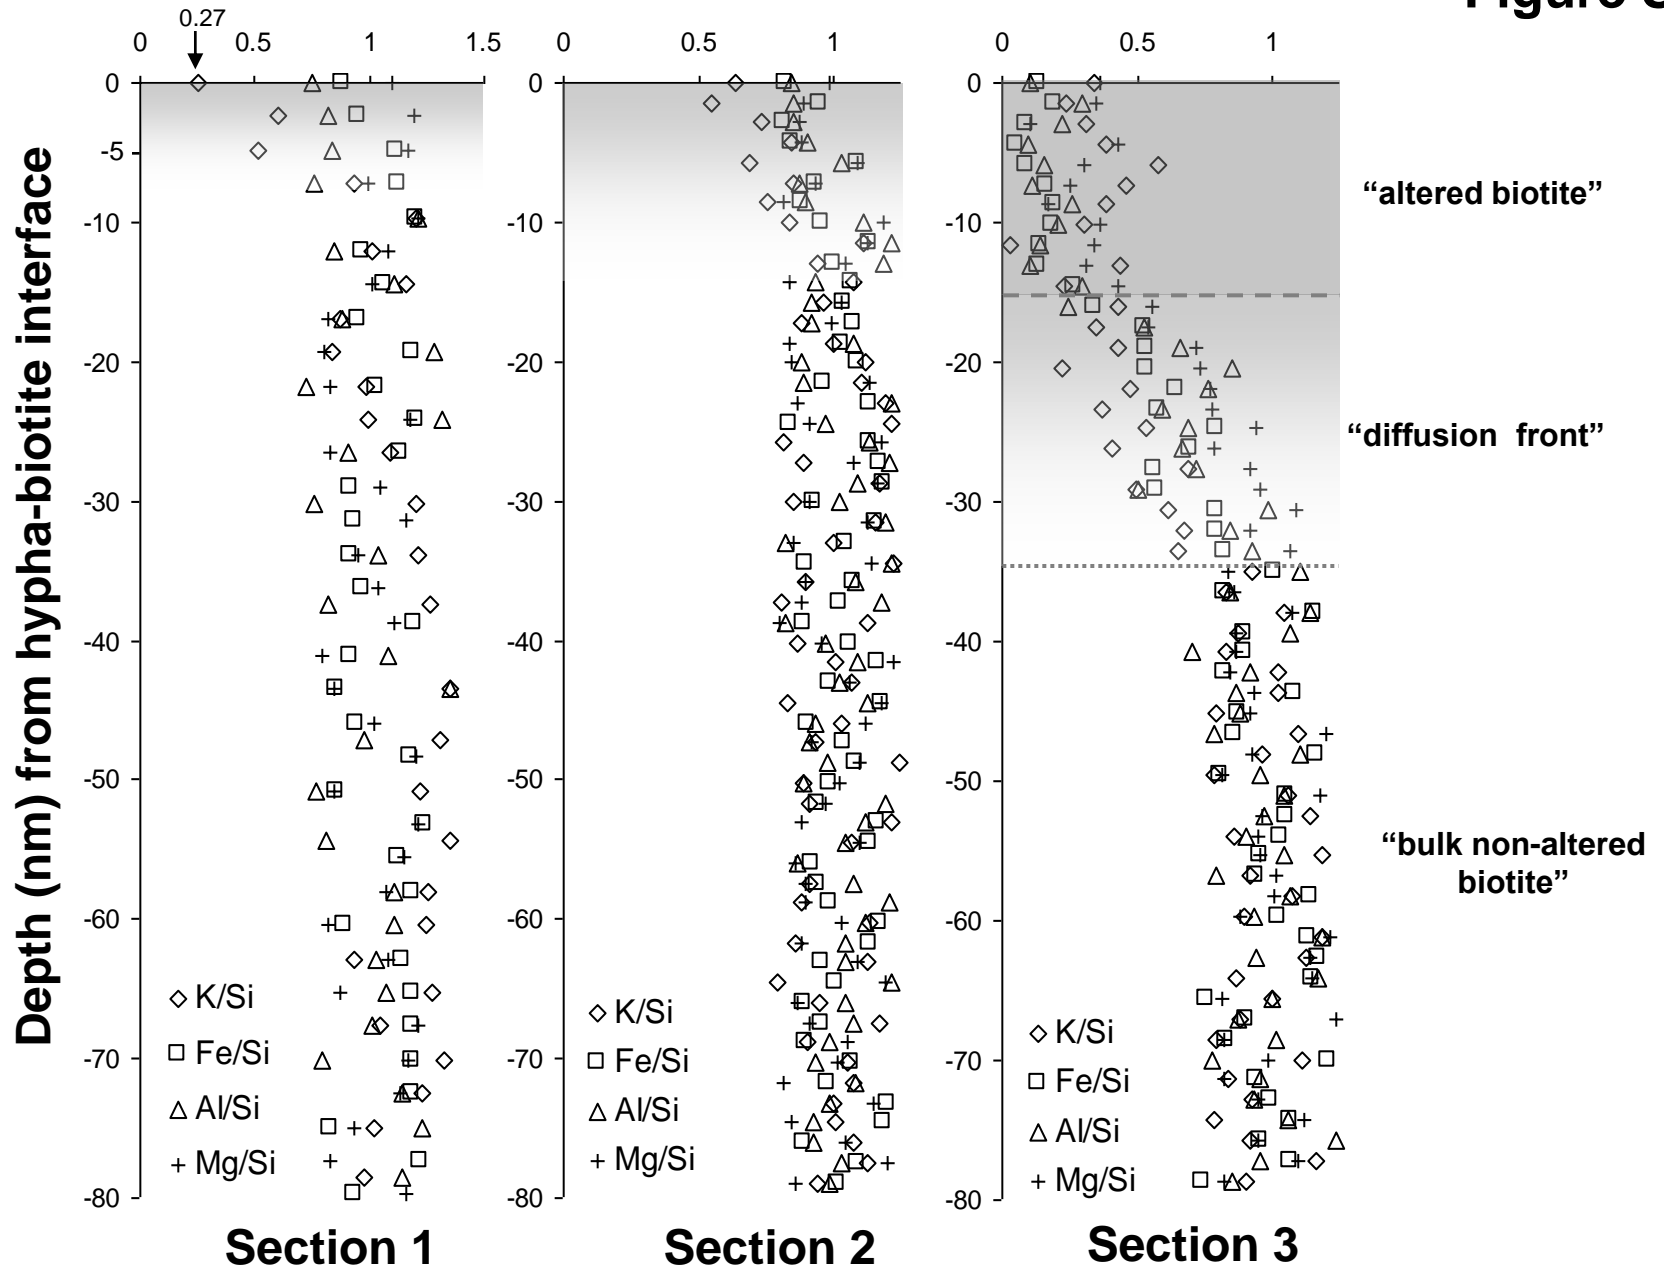 Figure
0.27
0 0.5 1 1.5
0 0.5 1
0 0.5 1
Depth (nm) from hypha-biotite interface
0
-5
-10
-20
-30
-40
-50
-60
-70
-80
0
-10
-20
-30
-40
-50
-60
-70
-80
0
-10
-20
-30
-40
-50
-60
-70
-80
K/Si
Fe/Si
Al/Si
Mg/Si
K/Si
Fe/Si
Al/Si
Mg/Si
K/Si
Fe/Si
Al/Si
Mg/Si
“altered biotite”
“diffusion front”
“bulk non-altered
biotite”
Section 1
Section 2
Section 3